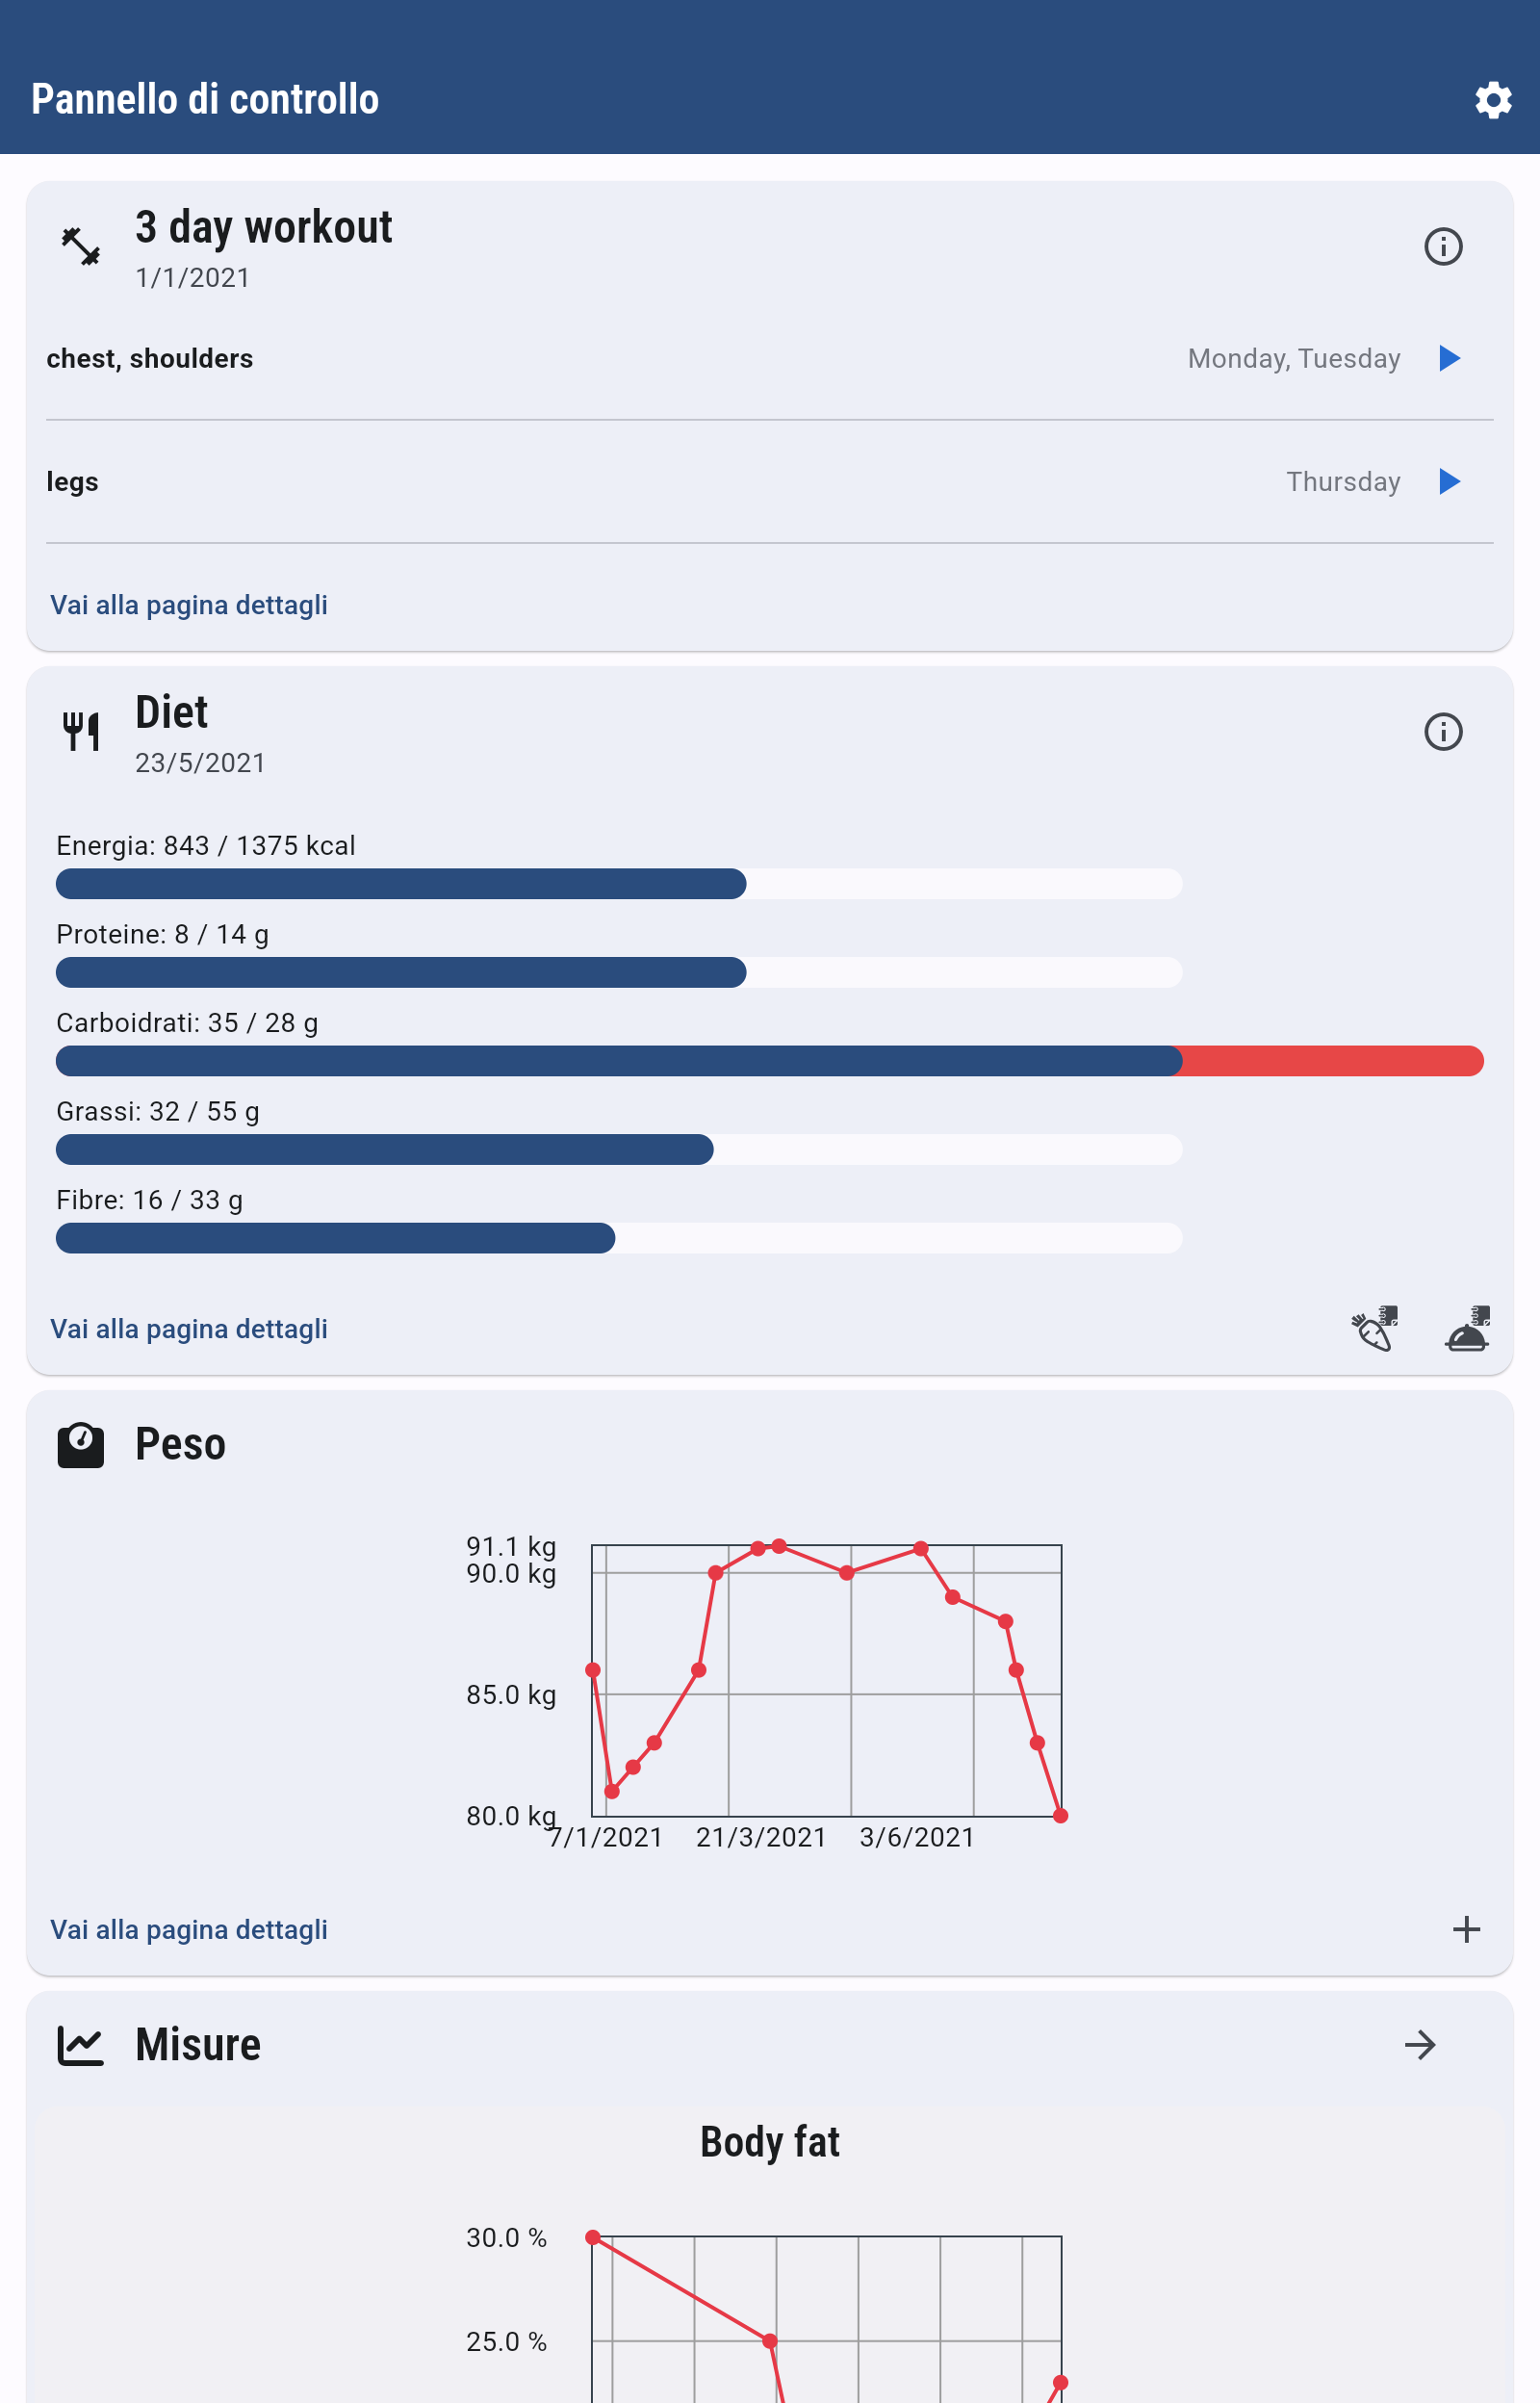 Pannello di controllo
3 day workout
1/1/2021
chest, shoulders
Monday, Tuesday
legs
Thursday
Vai alla pagina dettagli
Diet
23/5/2021
Energia: 843 / 1375 kcal
Proteine: 8 / 14 g
Carboidrati: 35 / 28 g
Grassi: 32 / 55 g
Fibre: 16 / 33 g
Vai alla pagina dettagli
Peso
91.1 kg
90.0 kg
85.0 kg
80.0 kg
7/1/2021 21/3/2021 3/6/2021
Vai alla pagina dettagli
Misure
Body fat
30.0 %
25.0 %